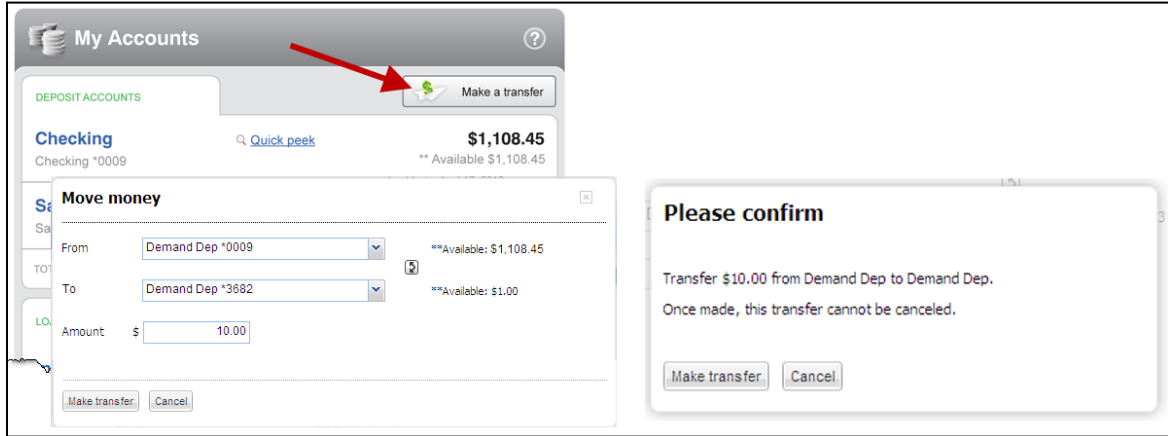 My Accounts
?
DEPOSIT ACCOUNTS
$ Make a transfer
Checking
Quick peek
$1,108.45
Checking *0009
** Available $1,108.45
Move money
From
Demand Dep *0009
**Available: $1,108.45
To
Demand Dep *3682
**Available: $1.00
Amount
$
10.00
Make transfer
Cancel
Please confirm
Transfer $10.00 from Demand Dep to Demand Dep.
Once made, this transfer cannot be canceled.
Make transfer
Cancel